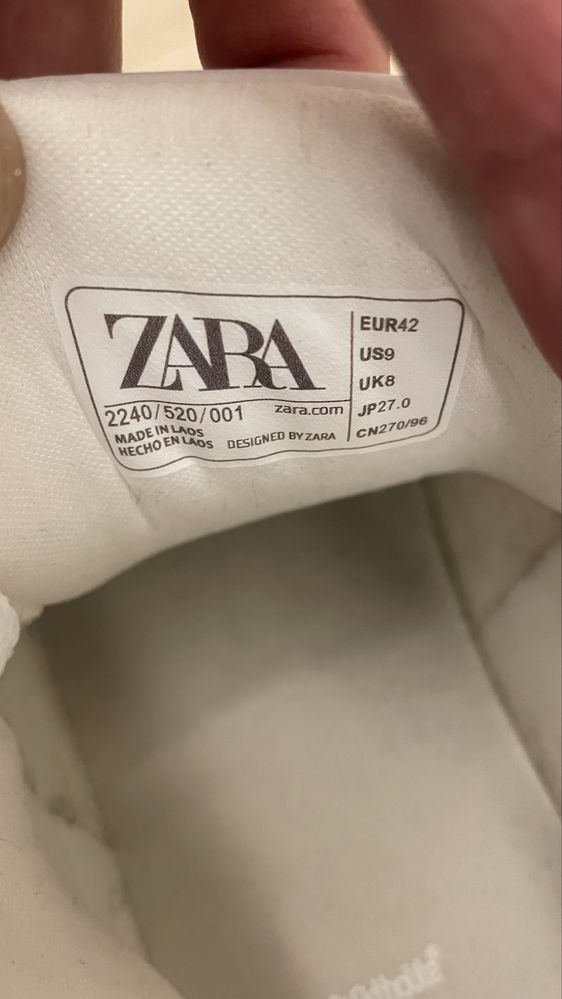 ZARA
2240/520/001 zara.com
MADE IN LAOS
HECHO EN LAOS DESIGNED BY ZARA
EUR42
US9
UK8
JP27.0
CN270/96